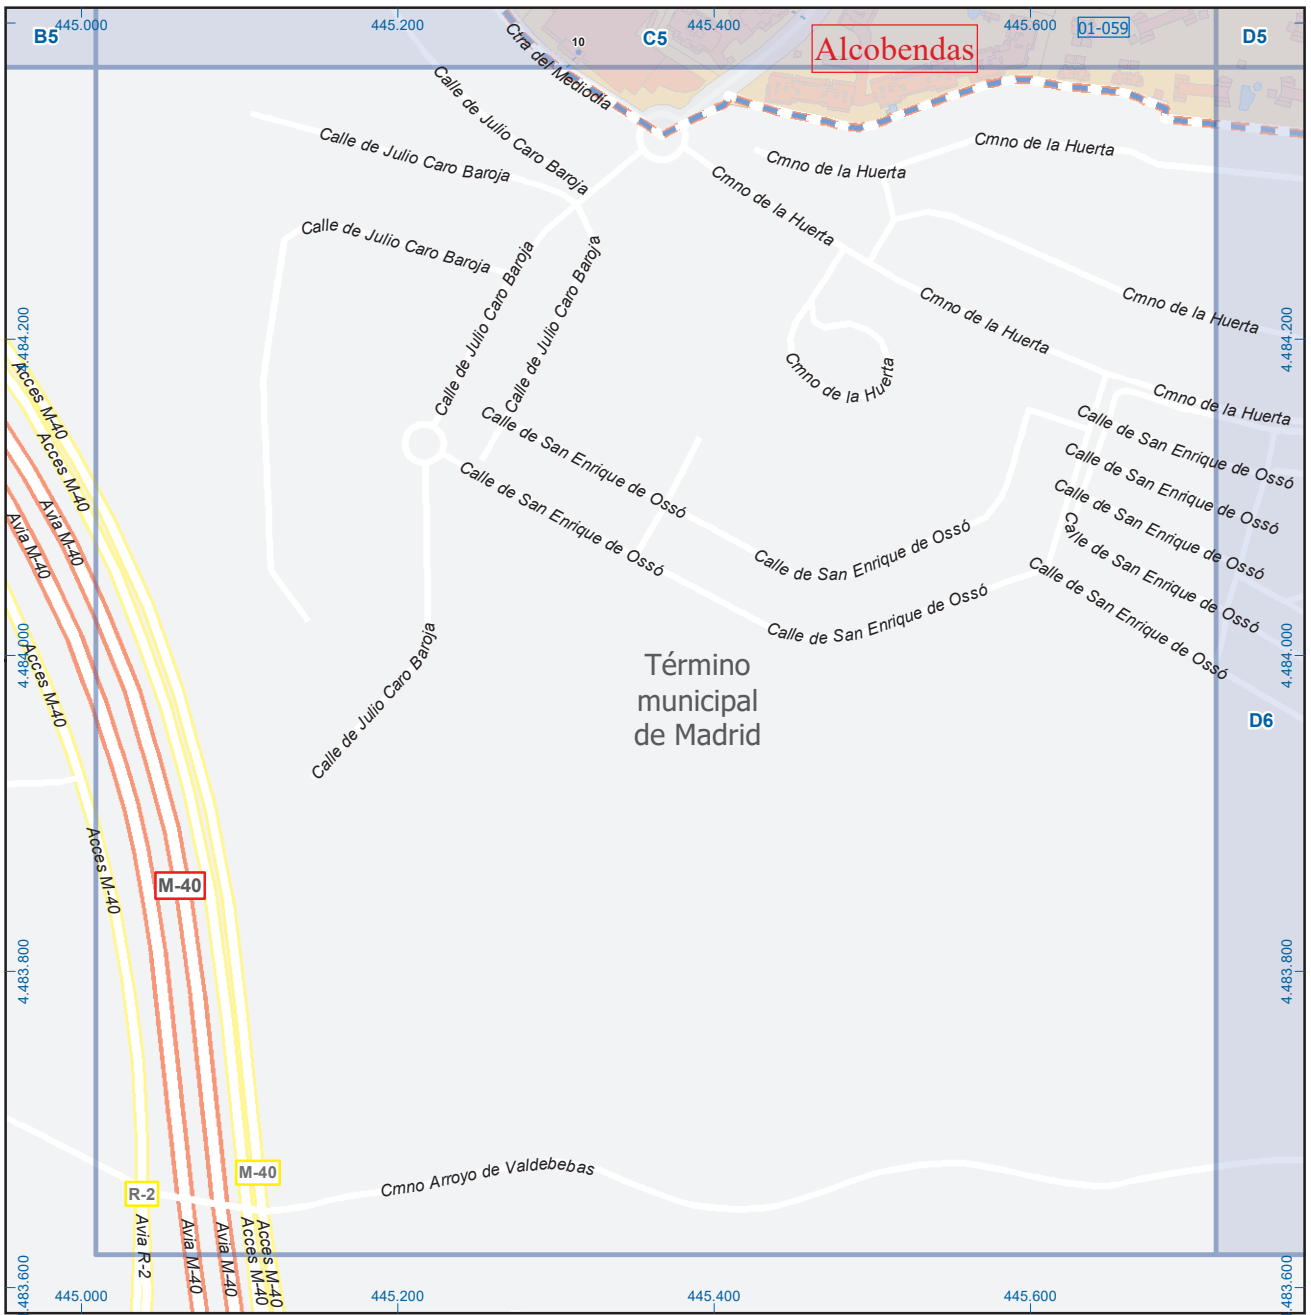 445.000
445.200
445.400
445.600
B5
C5
01-059
D5
Alcobendas
10
Ctra del Mediodía
Calle de Julio Caro Baroja
Calle de Julio Caro Baroja
Calle de Julio Caro Baroja
Calle de Julio Caro Baroja
Calle de Julio Caro Baroja
Cmno de la Huerta
Cmno de la Huerta
Cmno de la Huerta
Cmno de la Huerta
Cmno de la Huerta
Cmno de la Huerta
Cmno de la Huerta
4.484.200
4.484.200
Acces M-40
Acces M-40
Avia M-40
Avia M-40
Calle de San Enrique de Ossó
Calle de San Enrique de Ossó
Calle de San Enrique de Ossó
Calle de San Enrique de Ossó
Calle de San Enrique de Ossó
Calle de San Enrique de Ossó
Calle de San Enrique de Ossó
Calle de San Enrique de Ossó
Calle de San Enrique de Ossó
4.484.000
4.484.000
Acces M-40
Calle de Julio Caro Baroja
Término
municipal
de Madrid
D6
Acces M-40
M-40
4.483.800
4.483.800
M-40
R-2
Cmno Arroyo de Valdebebas
Avia R-2
Avia M-40
Avia M-40
Acces M-40
Acces M-40
4.483.600
4.483.600
445.000
445.200
445.400
445.600